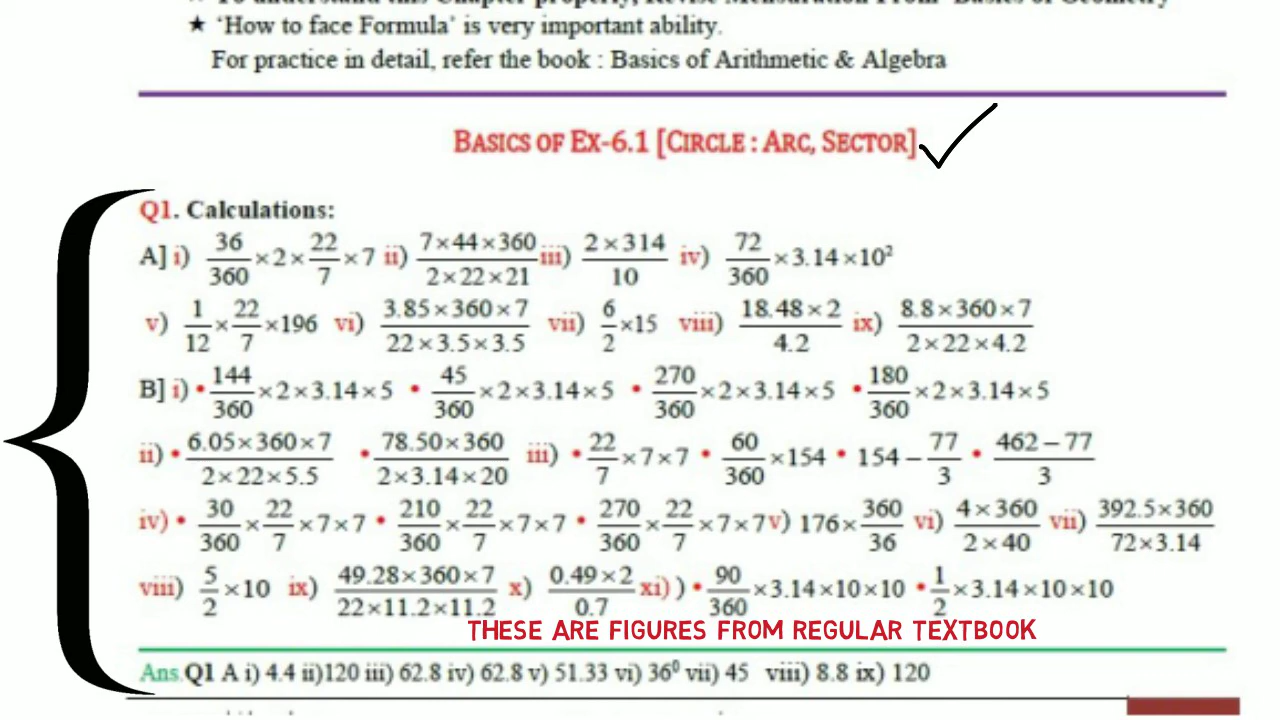 ★ ‘How to face Formula’ is very important ability.
For practice in detail, refer the book : Basics of Arithmetic & Algebra
BASICS OF EX-6.1 [CIRCLE : ARC, SECTOR]
Q1. Calculations:
A] i) 36/360 ×2× 22/7 ×7 ii) 7×44×360/2×22×21 iii) 2×314/10 iv) 72/360 ×3.14×10²
v) 1/12 × 22/7 ×196 vi) 3.85×360×7/22×3.5×3.5 vii) 6/2 ×15 viii) 18.48×2/4.2 ix) 8.8×360×7/2×22×4.2
B] i) • 144/360 ×2×3.14×5 • 45/360 ×2×3.14×5 • 270/360 ×2×3.14×5 • 180/360 ×2×3.14×5
ii) • 6.05×360×7/2×22×5.5 • 78.50×360/2×3.14×20 iii) • 22/7 ×7×7 • 60/360 ×154 • 154 − 77/3 • 462−77/3
iv) • 30/360 × 22/7 ×7×7 • 210/360 × 22/7 ×7×7 • 270/360 × 22/7 ×7×7 v) 176× 360/36 vi) 4×360/2×40 vii) 392.5×360/72×3.14
viii) 5/2 ×10 ix) 49.28×360×7/22×11.2×11.2 x) 0.49×2/0.7 xi) ) • 90/360 ×3.14×10×10 • 1/2 ×3.14×10×10
THESE ARE FIGURES FROM REGULAR TEXTBOOK
Ans.Q1 A i) 4.4 ii)120 iii) 62.8 iv) 62.8 v) 51.33 vi) 36⁰ vii) 45 viii) 8.8 ix) 120